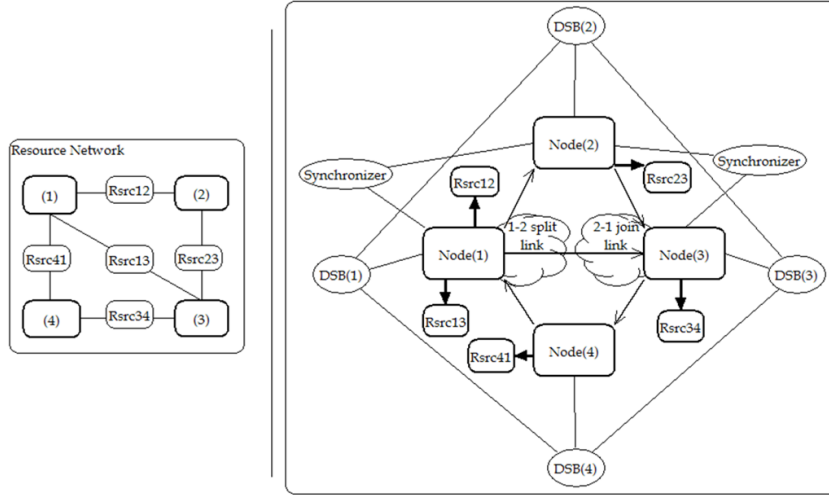 Resource Network
(1)
Rsrc12
(2)
Rsrc41
Rsrc13
Rsrc23
(4)
Rsrc34
(3)
DSB(2)
Node(2)
Synchronizer
Synchronizer
Rsrc12
Rsrc23
1-2 split
link
2-1 join
link
Node(1)
Node(3)
DSB(1)
DSB(3)
Rsrc13
Rsrc34
Node(4)
Rsrc41
DSB(4)